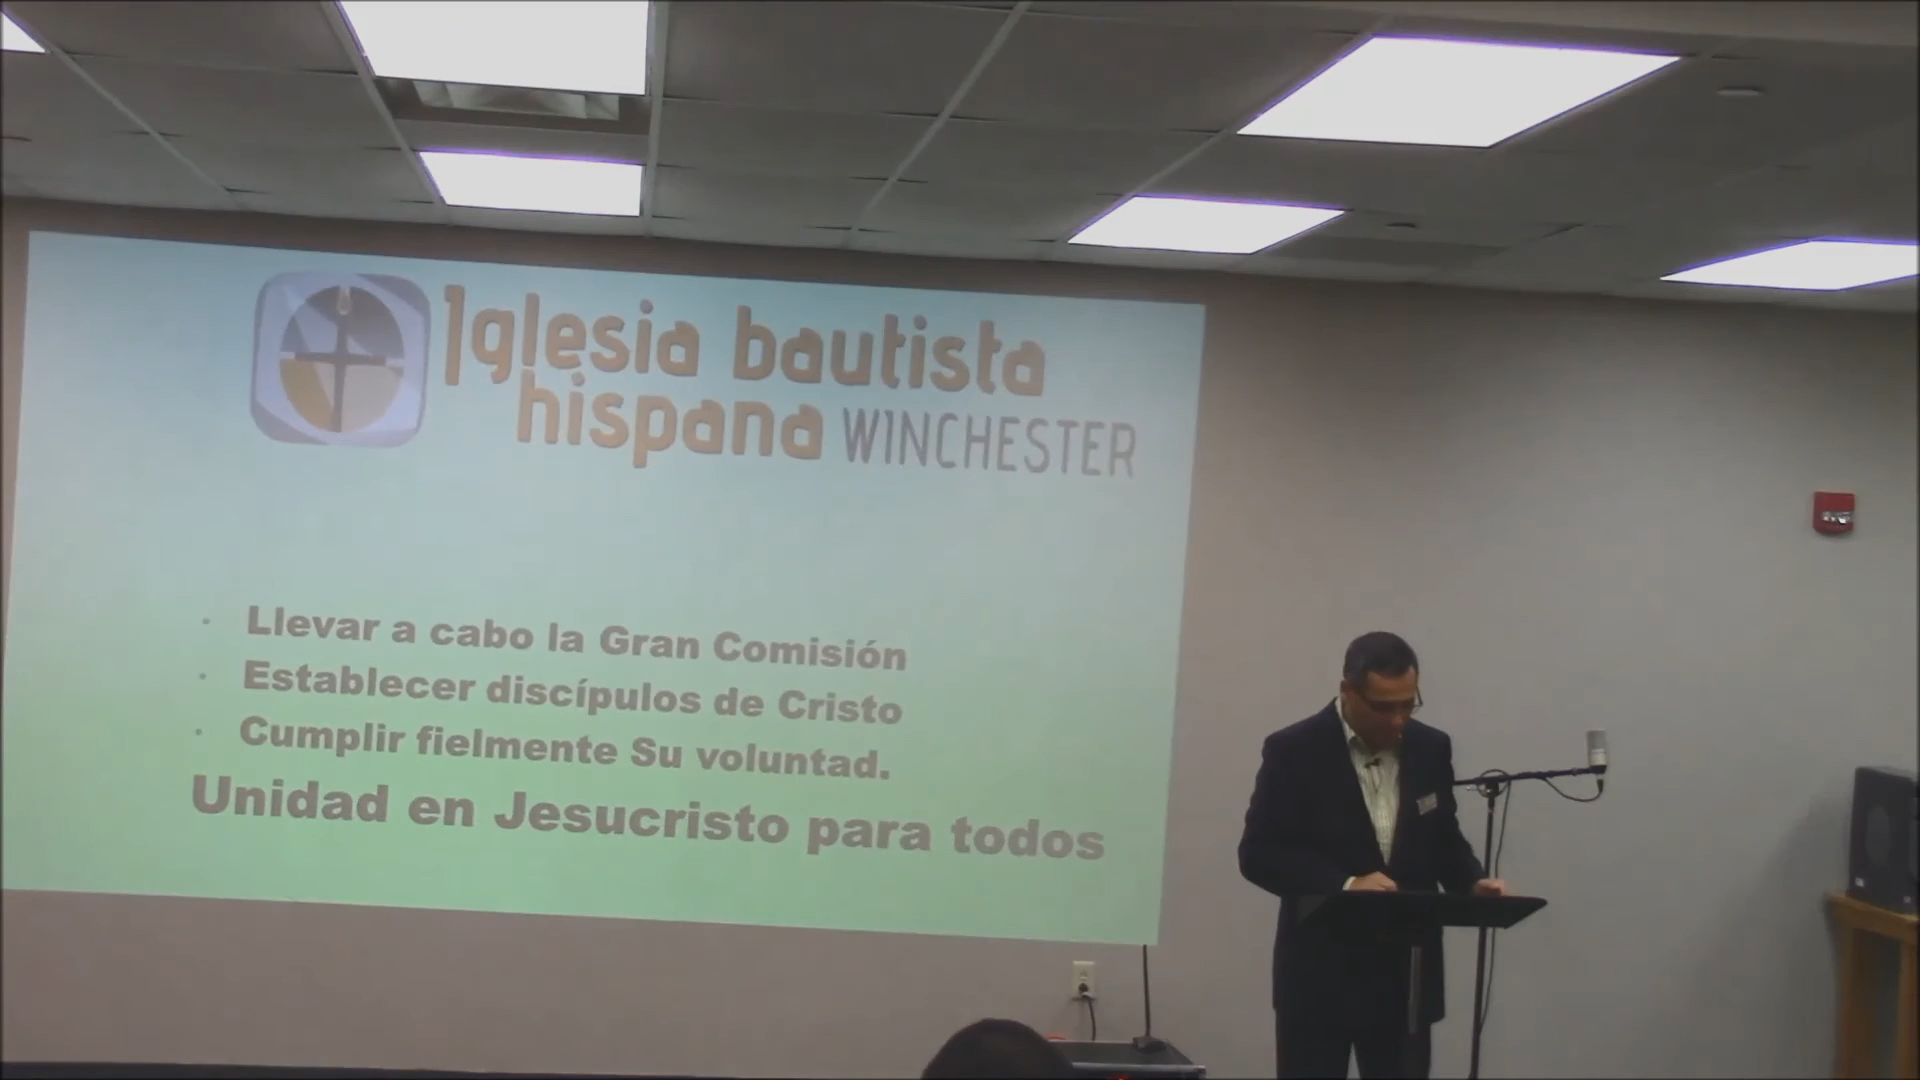 Iglesia bautista
hispana WINCHESTER
· Llevar a cabo la Gran Comisión
· Establecer discípulos de Cristo
· Cumplir fielmente Su voluntad.
Unidad en Jesucristo para todos